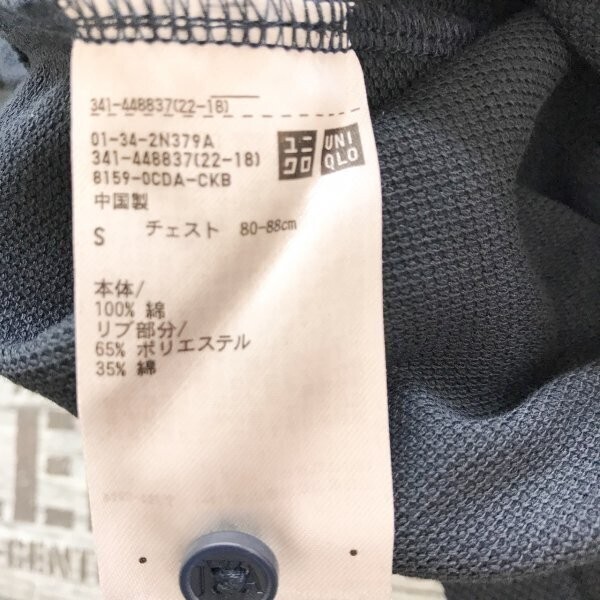 341-448837(22-18)
01-34-2N379A
341-448837(22-18)
8159-0CDA-CKB
中国製
S チェスト 80-88cm
ユニ
クロ
UNI
QLO
本体/
100% 綿
リブ部分/
65% ポリエステル
35% 綿